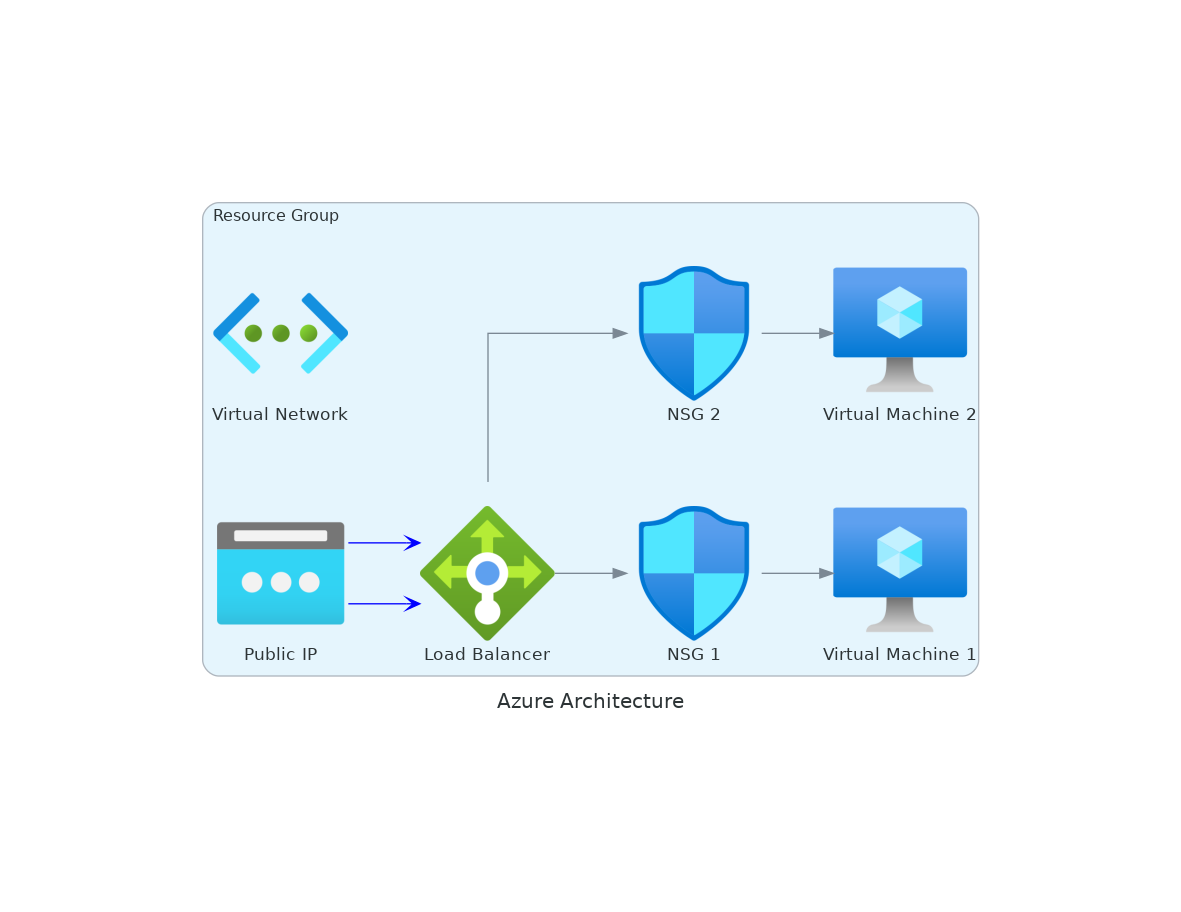 Resource Group
Virtual Network
NSG 2
Virtual Machine 2
Public IP
Load Balancer
NSG 1
Virtual Machine 1
Azure Architecture